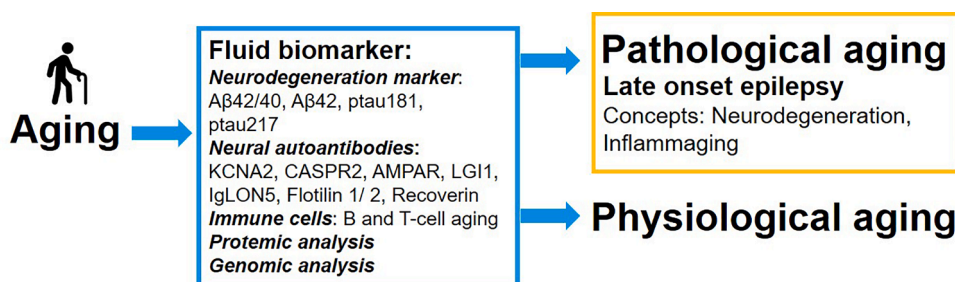 Aging
Fluid biomarker:
Neurodegeneration marker:
Aβ42/40, Aβ42, ptau181,
ptau217
Neural autoantibodies:
KCNA2, CASPR2, AMPAR, LGI1,
IgLON5, Flotilin 1/ 2, Recoverin
Immune cells: B and T-cell aging
Protemic analysis
Genomic analysis
Pathological aging
Late onset epilepsy
Concepts: Neurodegeneration,
Inflammaging
Physiological aging